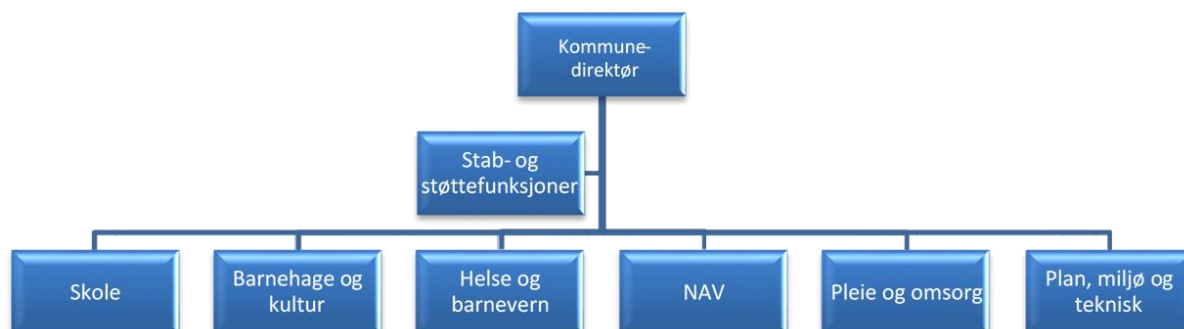 Kommune-
direktør
Stab- og
støttefunksjoner
Skole
Barnehage og
kultur
Helse og
barnevern
NAV
Pleie og omsorg
Plan, miljø og
teknisk